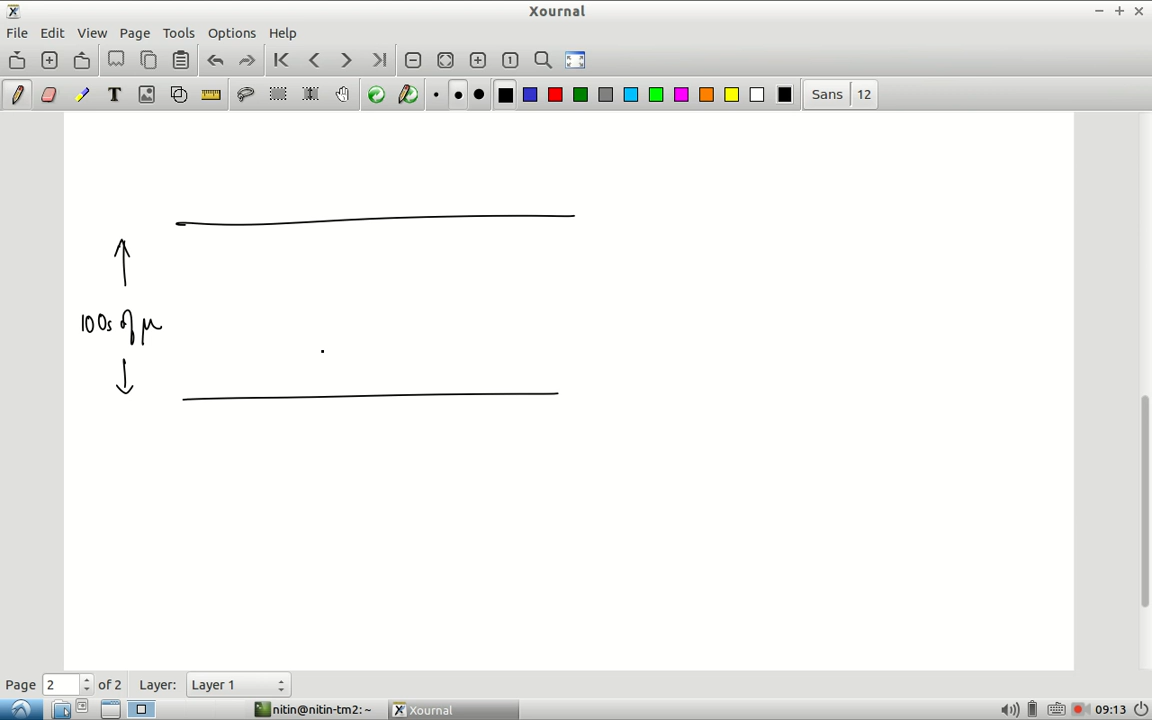 Xournal
File Edit View Page Tools Options Help
T Sans 12
100s of μ
Page 2 of 2 Layer: Layer 1
nitin@nitin-tm2: ~ Xournal 09:13